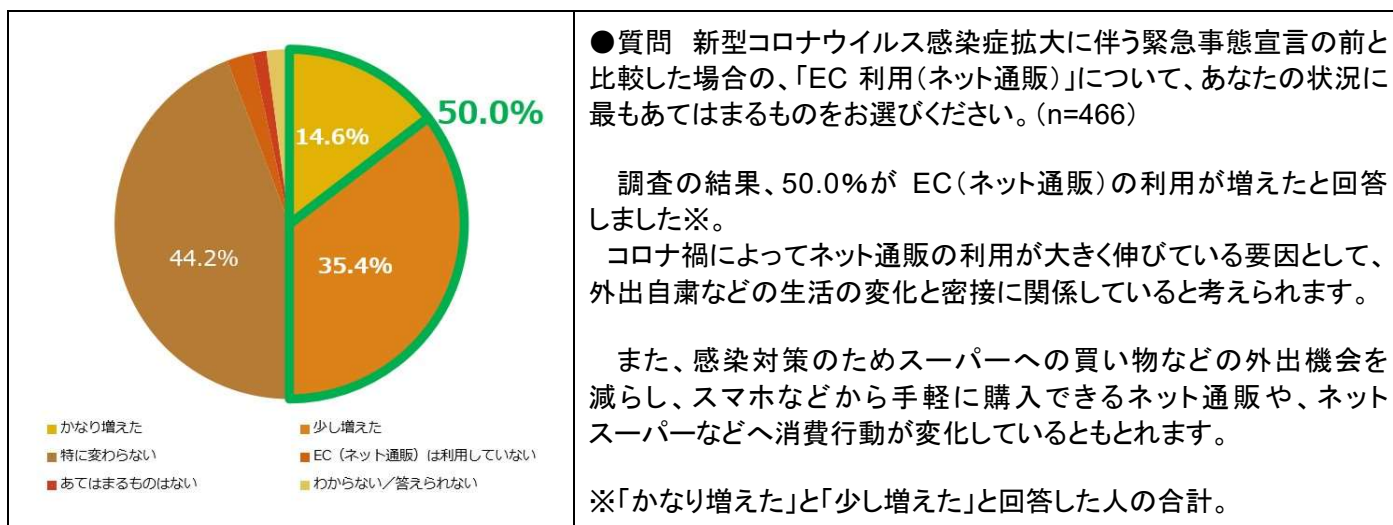 14.6%
50.0%
44.2%
35.4%
かなり増えた
少し増えた
特に変わらない
EC（ネット通販）は利用していない
あてはまるものはない
わからない／答えられない
●質問　新型コロナウイルス感染症拡大に伴う緊急事態宣言の前と
比較した場合の、「EC 利用（ネット通販）」について、あなたの状況に
最もあてはまるものをお選びください。（n=466）
調査の結果、50.0％が EC（ネット通販）の利用が増えたと回答
しました※。
コロナ禍によってネット通販の利用が大きく伸びている要因として、
外出自粛などの生活の変化と密接に関係していると考えられます。
また、感染対策のためスーパーへの買い物などの外出機会を
減らし、スマホなどから手軽に購入できるネット通販や、ネット
スーパーなどへ消費行動が変化しているともとれます。
※「かなり増えた」と「少し増えた」と回答した人の合計。